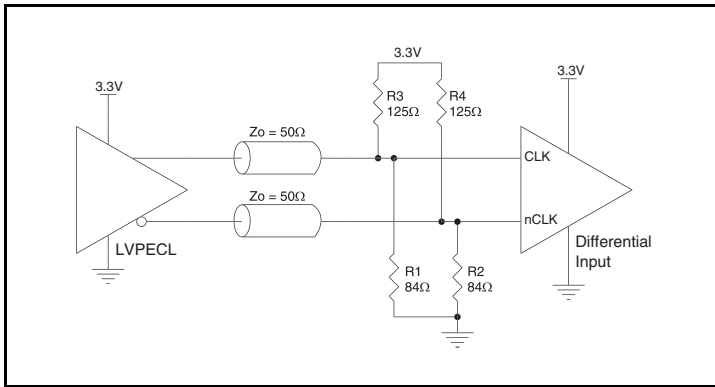 3.3V
3.3V
3.3V
R3
125Ω
R4
125Ω
Zo = 50Ω
CLK
Zo = 50Ω
nCLK
LVPECL
Differential
Input
R1
84Ω
R2
84Ω